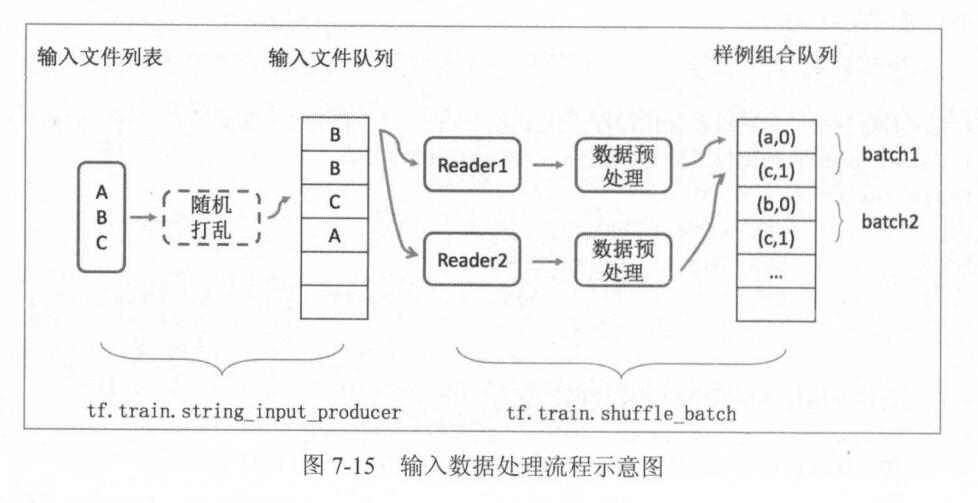 输入文件列表
输入文件队列
样例组合队列
A
B
C
随机
打乱
B
B
C
A
Reader1
数据预
处理
Reader2
数据预
处理
(a,0)
(c,1)
(b,0)
(c,1)
...
batch1
batch2
tf.train.string_input_producer
tf.train.shuffle_batch
图 7-15 输入数据处理流程示意图